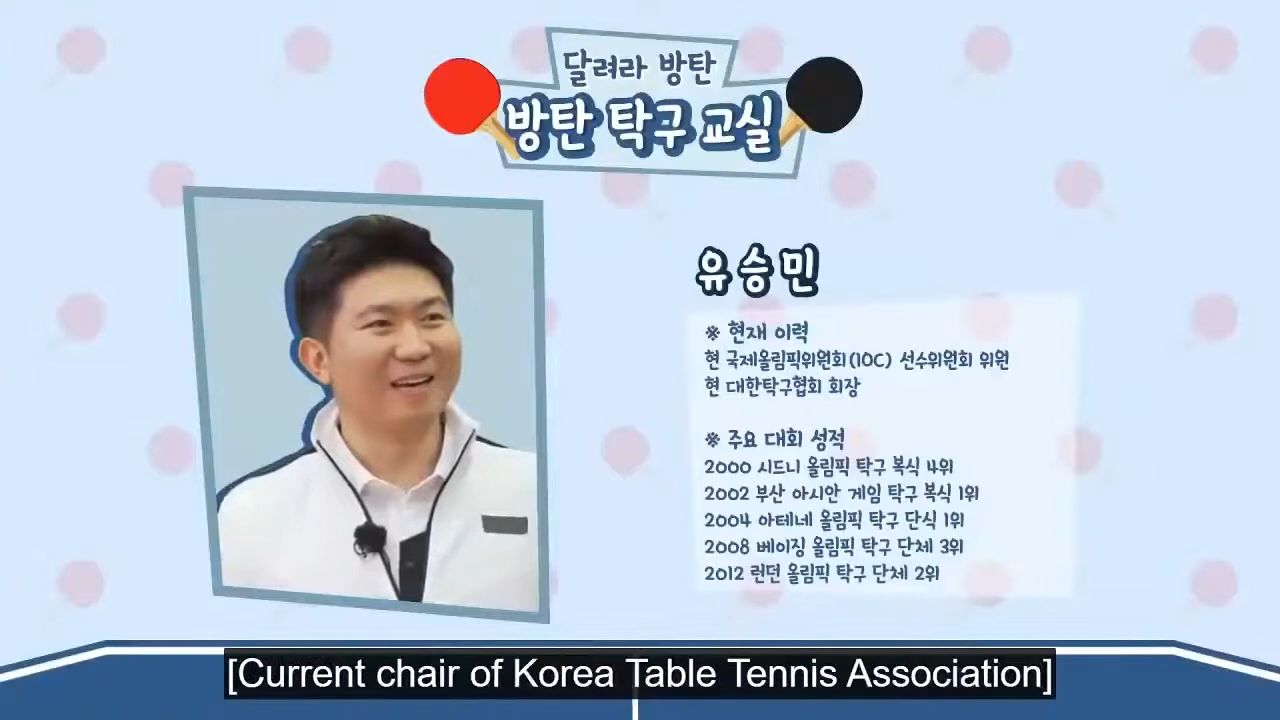 달려라 방탄
방탄 탁구 교실
유승민
※ 현재 이력
현 국제올림픽위원회(IOC) 선수위원회 위원
현 대한탁구협회 회장
※ 주요 대회 성적
2000 시드니 올림픽 탁구 복식 4위
2002 부산 아시안 게임 탁구 복식 1위
2004 아테네 올림픽 탁구 단식 1위
2008 베이징 올림픽 탁구 단체 3위
2012 런던 올림픽 탁구 단체 2위
[Current chair of Korea Table Tennis Association]